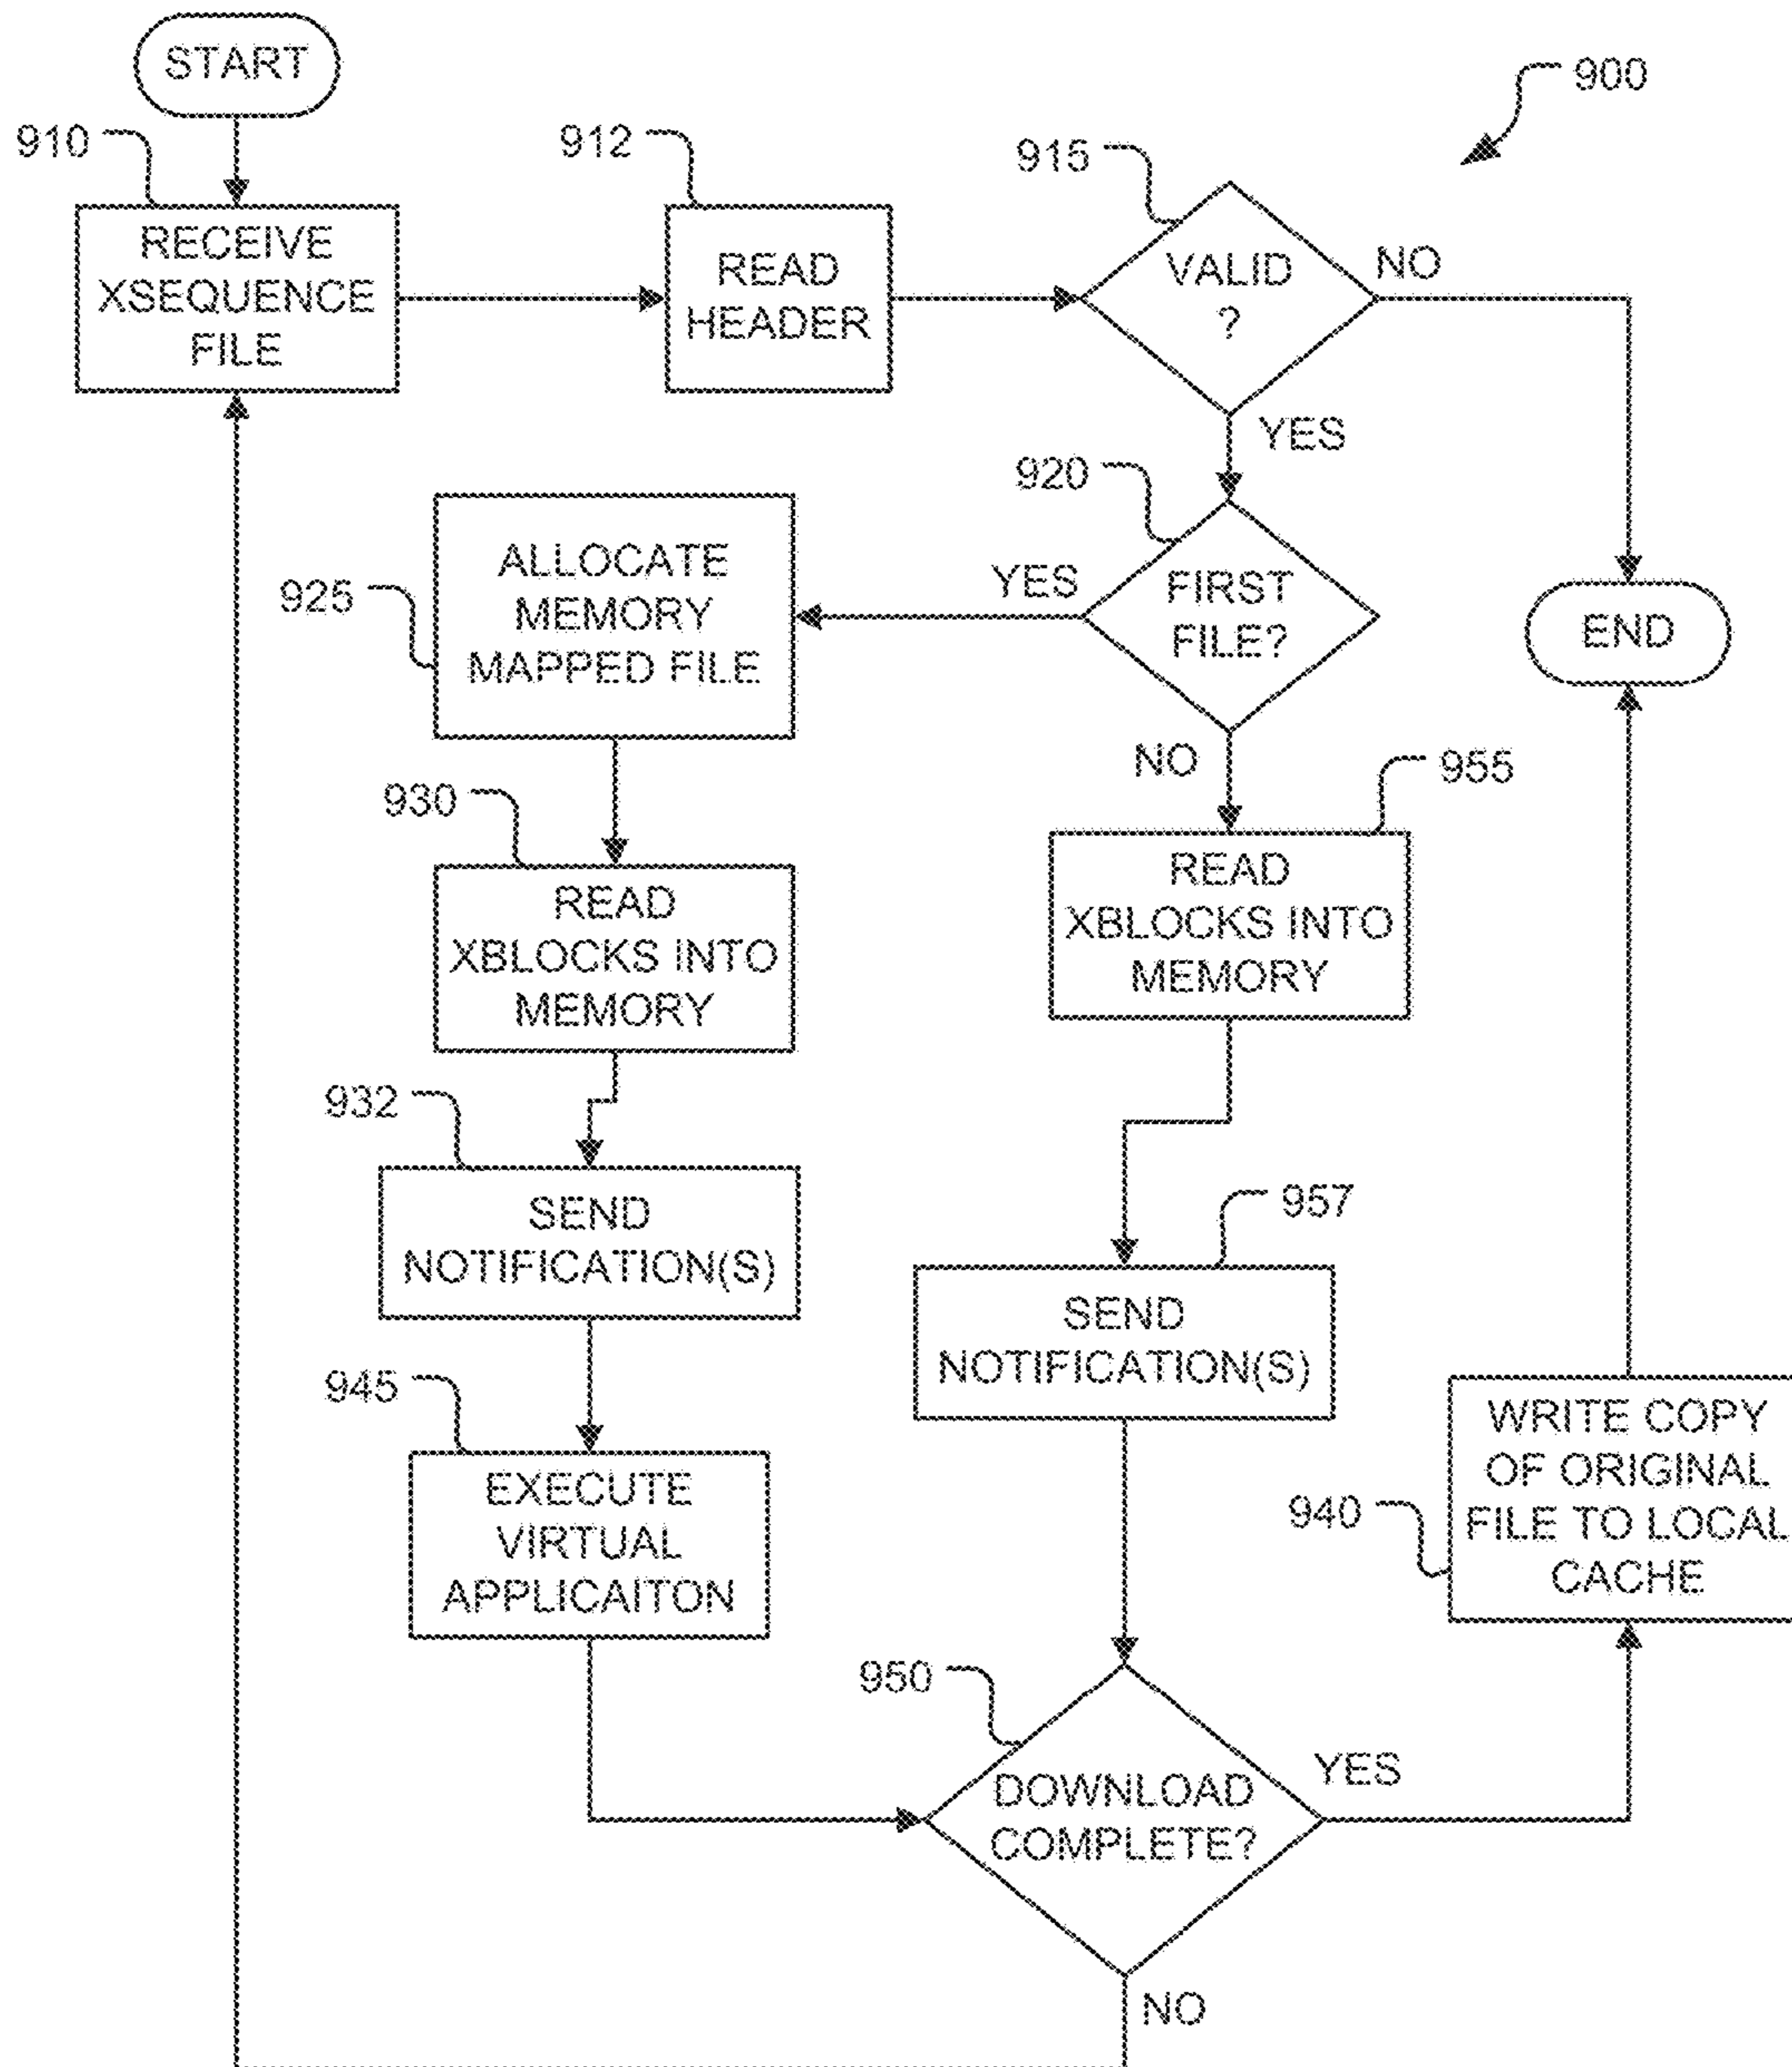 START
900
910
912
915
RECEIVE
XSEQUENCE
FILE
READ
HEADER
VALID
?
NO
YES
920
ALLOCATE
MEMORY
MAPPED FILE
925
YES
FIRST
FILE?
END
NO
955
930
READ
XBLOCKS INTO
MEMORY
READ
XBLOCKS INTO
MEMORY
932
SEND
NOTIFICATION(S)
957
SEND
NOTIFICATION(S)
945
EXECUTE
VIRTUAL
APPLICAITON
WRITE COPY
OF ORIGINAL
FILE TO LOCAL
CACHE
940
950
DOWNLOAD
COMPLETE?
YES
NO